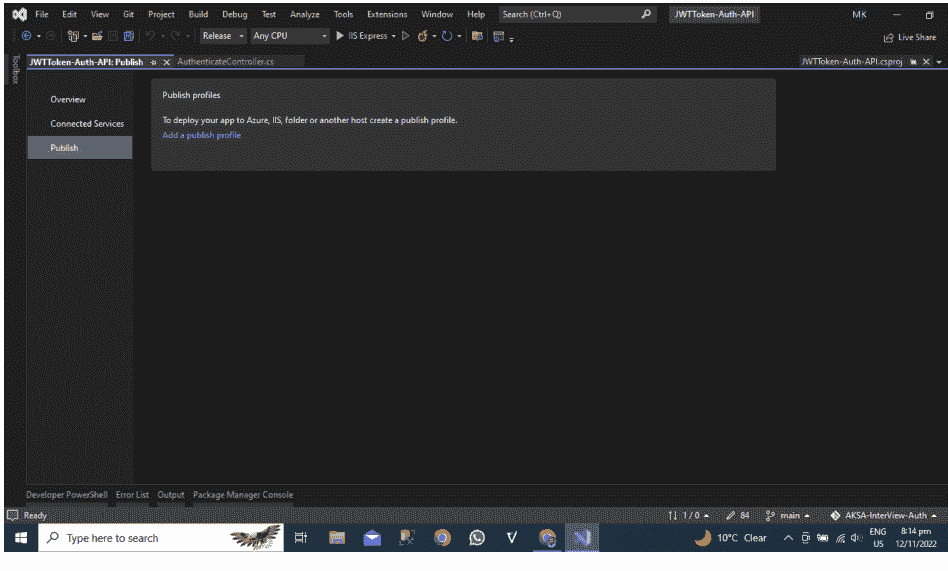 File Edit View Git Project Build Debug Test Analyze Tools Extensions Window Help Search (Ctrl+Q) JWTToken-Auth-API MK
Release Any CPU IIS Express Live Share
Toolbox
JWTToken-Auth-API: Publish AuthenticateController.cs JWTToken-Auth-API.csproj
Overview
Connected Services
Publish
Publish profiles
To deploy your app to Azure, IIS, folder or another host create a publish profile.
Add a publish profile
Developer PowerShell Error List Output Package Manager Console
Ready 1 / 0 84 main AKSA-InterView-Auth
Type here to search 10°C Clear ENG 8:14 pm
US 12/11/2022